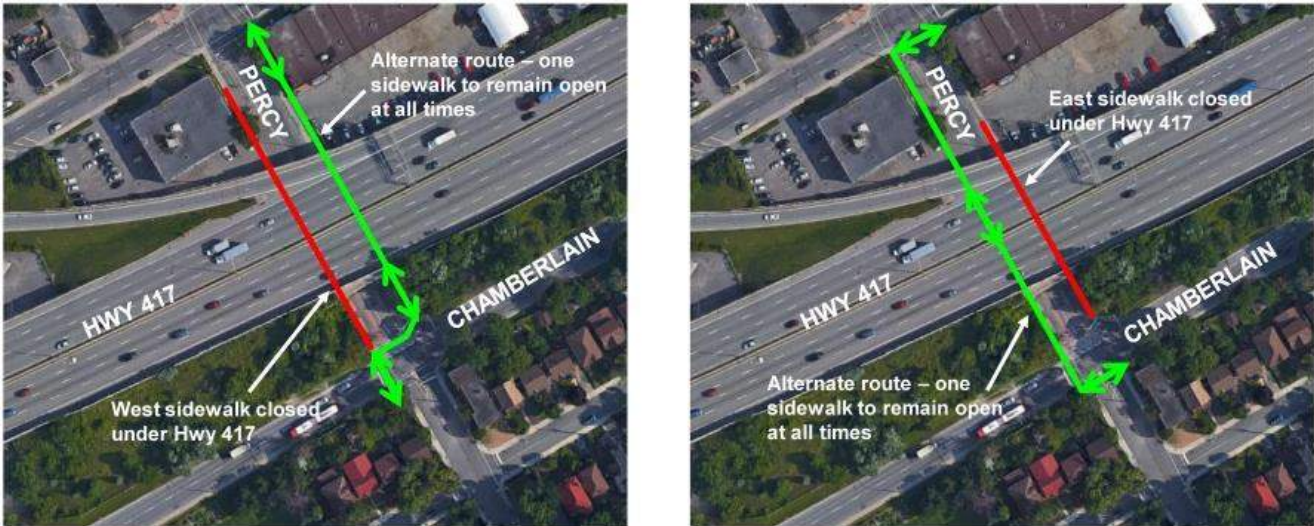 PERCY
Alternate route – one
sidewalk to remain open
at all times
HWY 417
CHAMBERLAIN
West sidewalk closed
under Hwy 417
PERCY
East sidewalk closed
under Hwy 417
HWY 417
CHAMBERLAIN
Alternate route – one
sidewalk to remain open
at all times